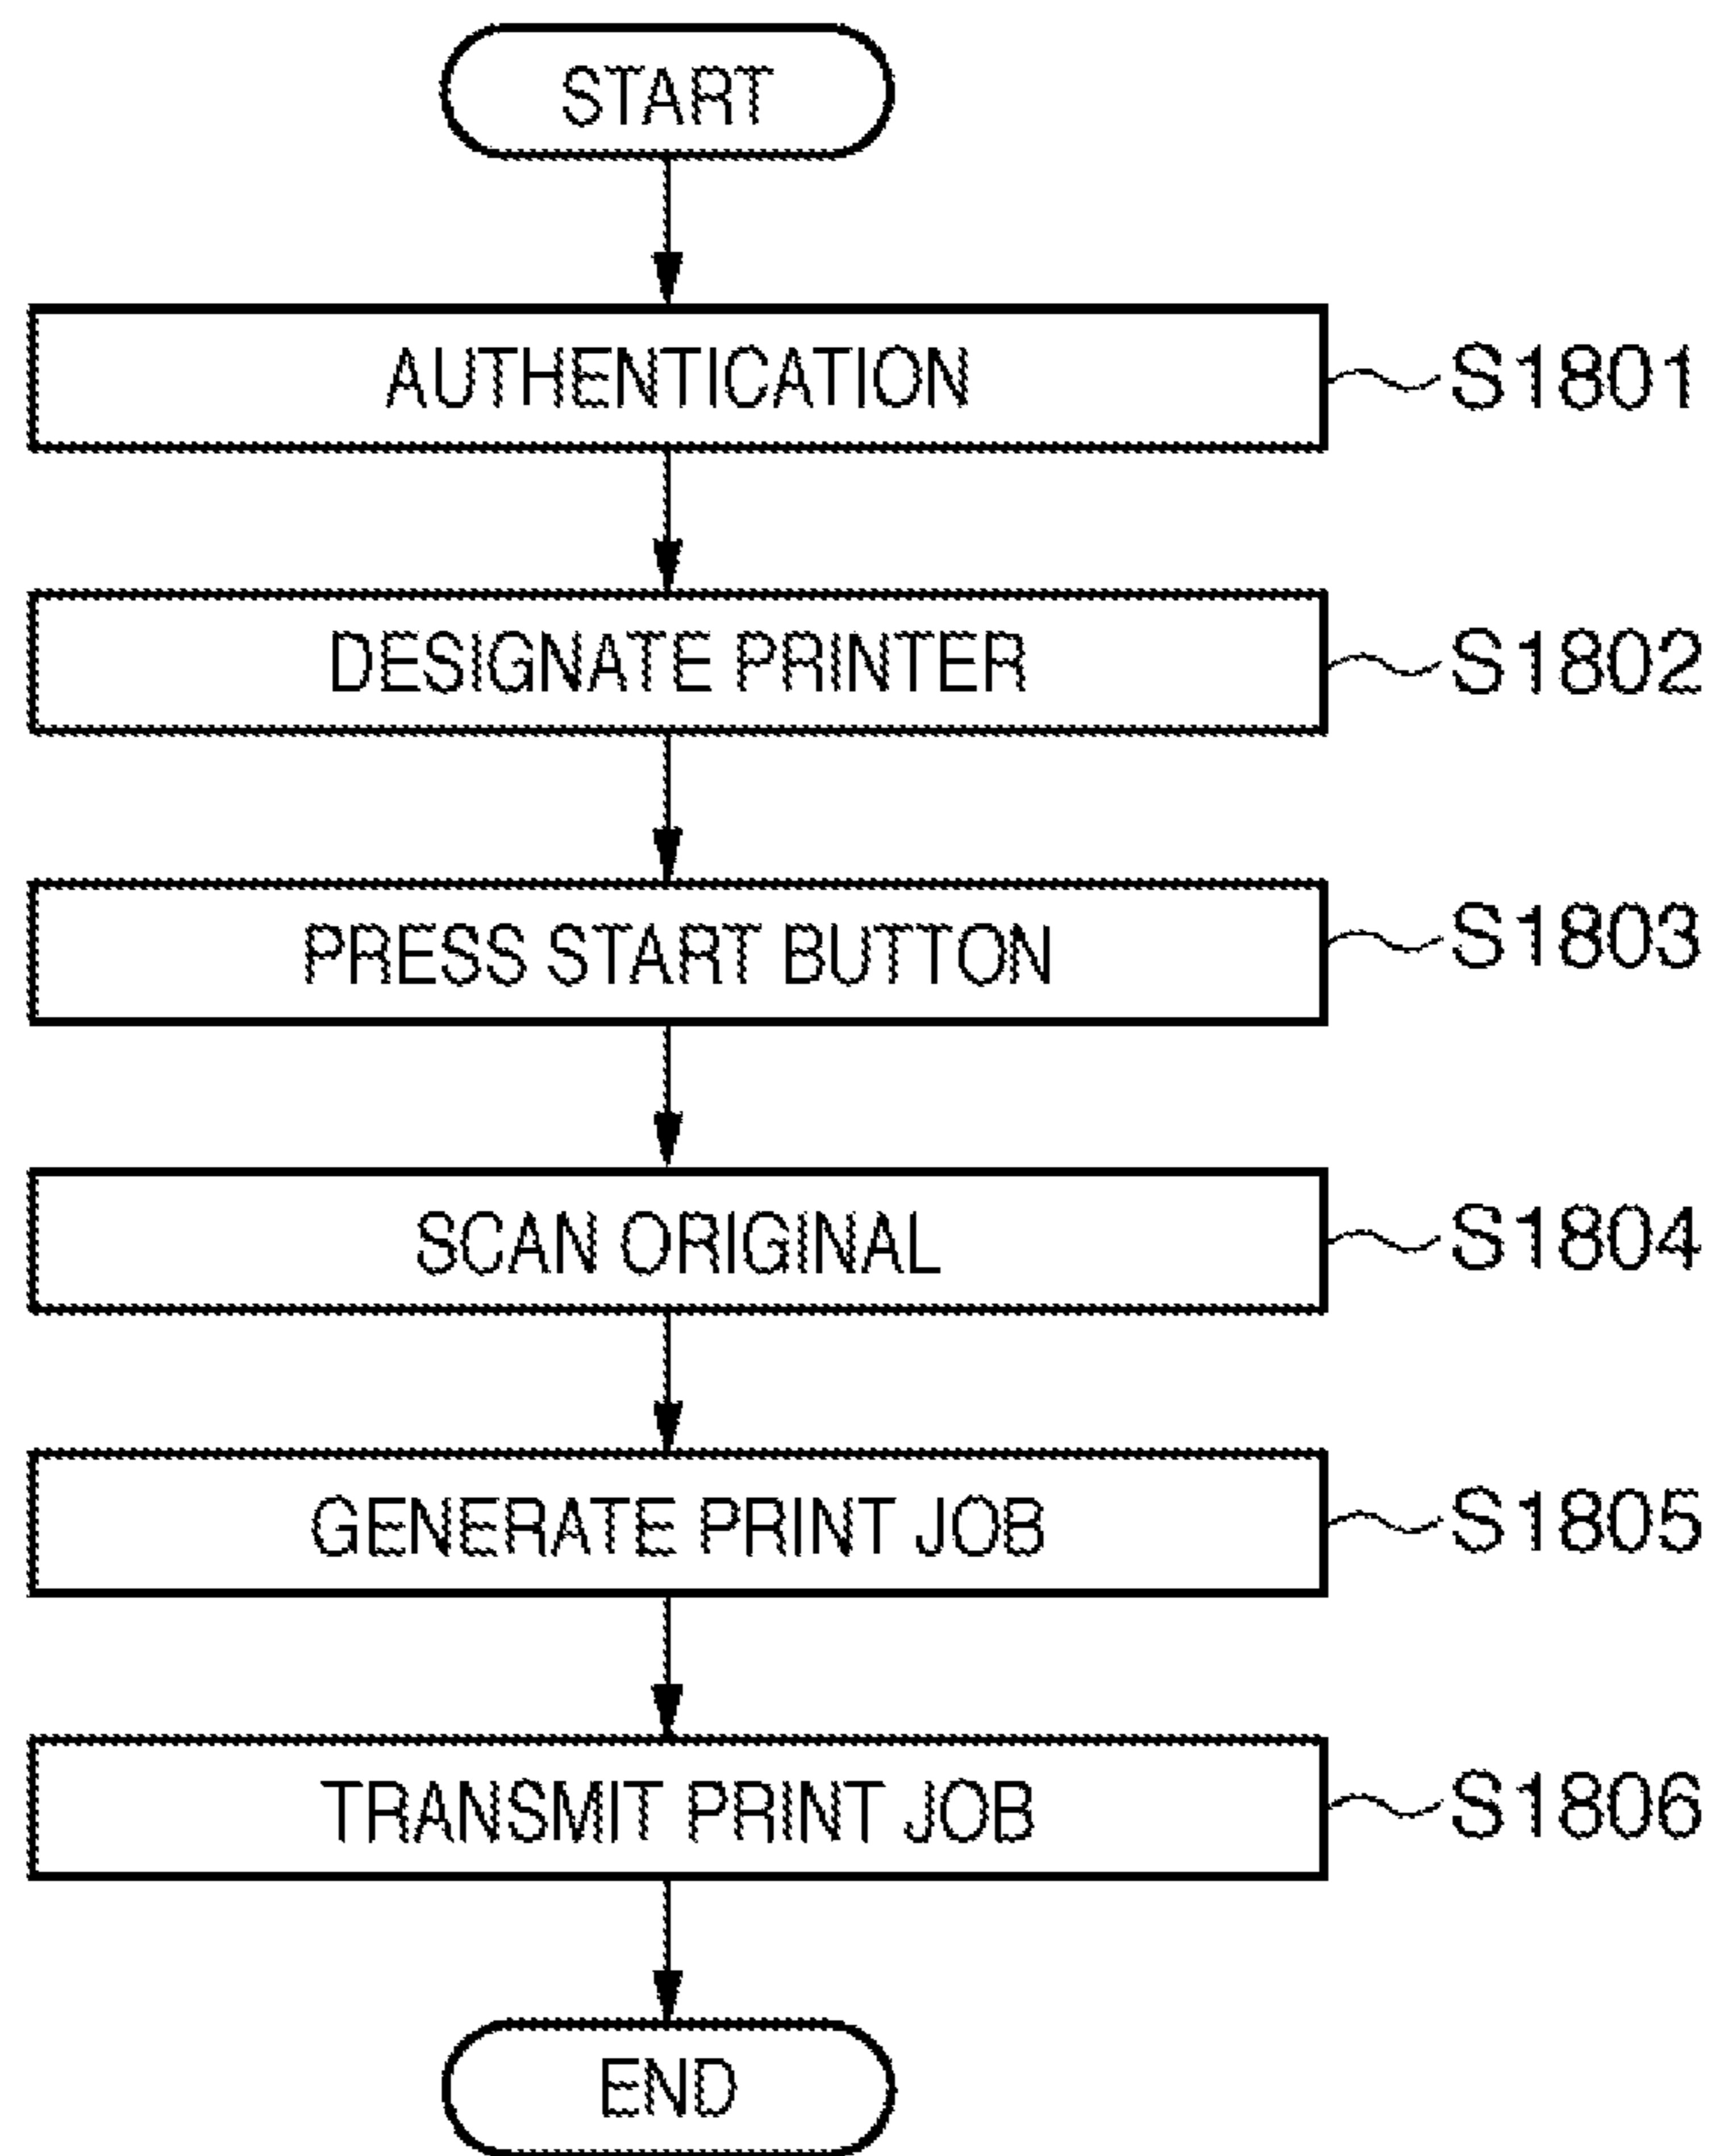 START
AUTHENTICATION S1801
DESIGNATE PRINTER S1802
PRESS START BUTTON S1803
SCAN ORIGINAL S1804
GENERATE PRINT JOB S1805
TRANSMIT PRINT JOB S1806
END